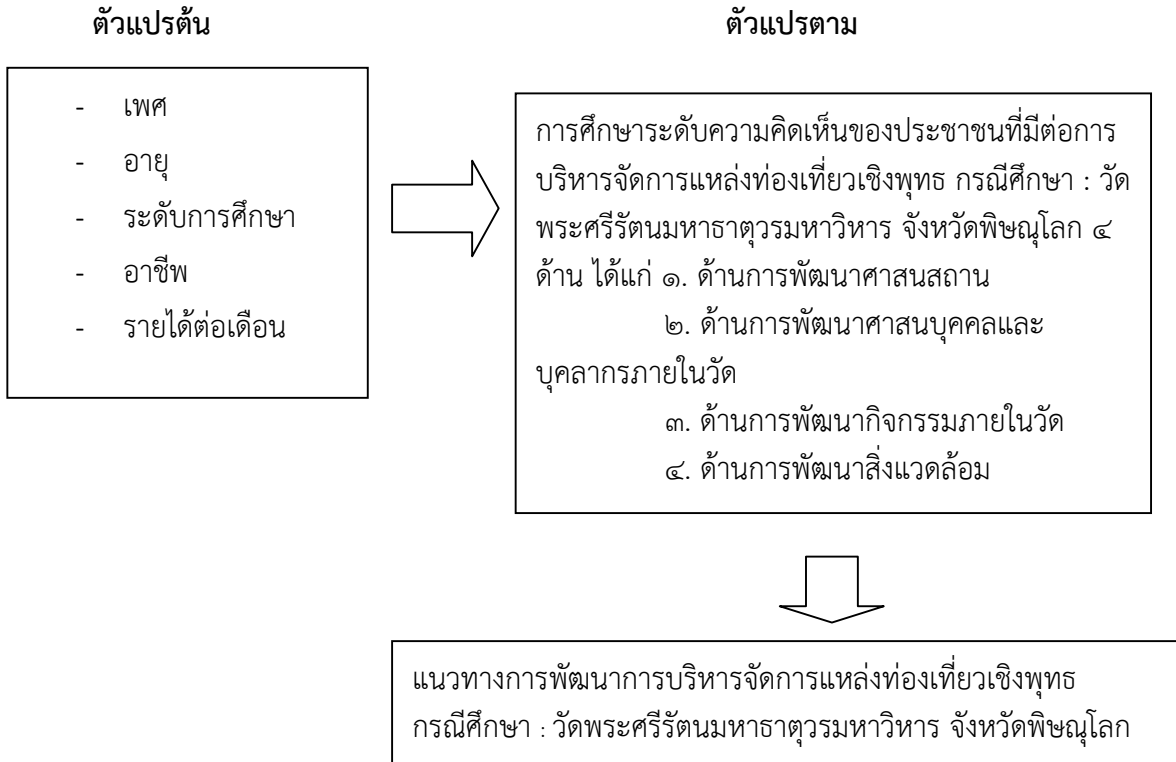 ตัวแปรต้น
ตัวแปรตาม
- เพศ
- อายุ
- ระดับการศึกษา
- อาชีพ
- รายได้ต่อเดือน
การศึกษาระดับความคิดเห็นของประชาชนที่มีต่อการ
บริหารจัดการแหล่งท่องเที่ยวเชิงพุทธ กรณีศึกษา : วัด
พระศรีรัตนมหาธาตุวรมหาวิหาร จังหวัดพิษณุโลก ๔
ด้าน ได้แก่ ๑. ด้านการพัฒนาศาสนสถาน
๒. ด้านการพัฒนาศาสนบุคคลและ
บุคลากรภายในวัด
๓. ด้านการพัฒนากิจกรรมภายในวัด
๔. ด้านการพัฒนาสิ่งแวดล้อม
แนวทางการพัฒนาการบริหารจัดการแหล่งท่องเที่ยวเชิงพุทธ
กรณีศึกษา : วัดพระศรีรัตนมหาธาตุวรมหาวิหาร จังหวัดพิษณุโลก